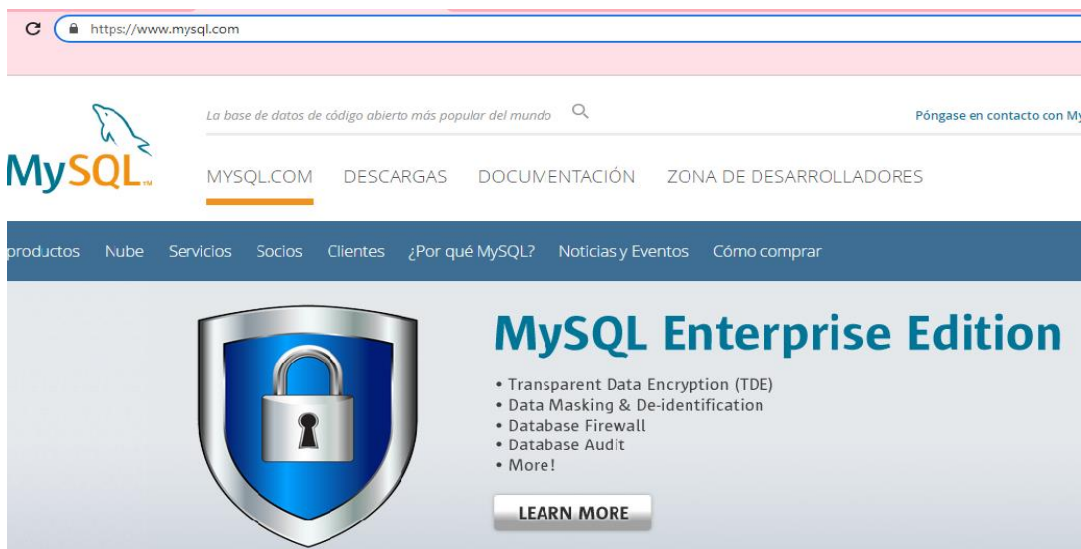 https://www.mysql.com
La base de datos de código abierto más popular del mundo
Póngase en contacto con My
MySQL™
MYSQL.COM DESCARGAS DOCUMENTACIÓN ZONA DE DESARROLLADORES
productos Nube Servicios Socios Clientes ¿Por qué MySQL? Noticias y Eventos Cómo comprar
MySQL Enterprise Edition
• Transparent Data Encryption (TDE)
• Data Masking & De-identification
• Database Firewall
• Database Audit
• More!
LEARN MORE